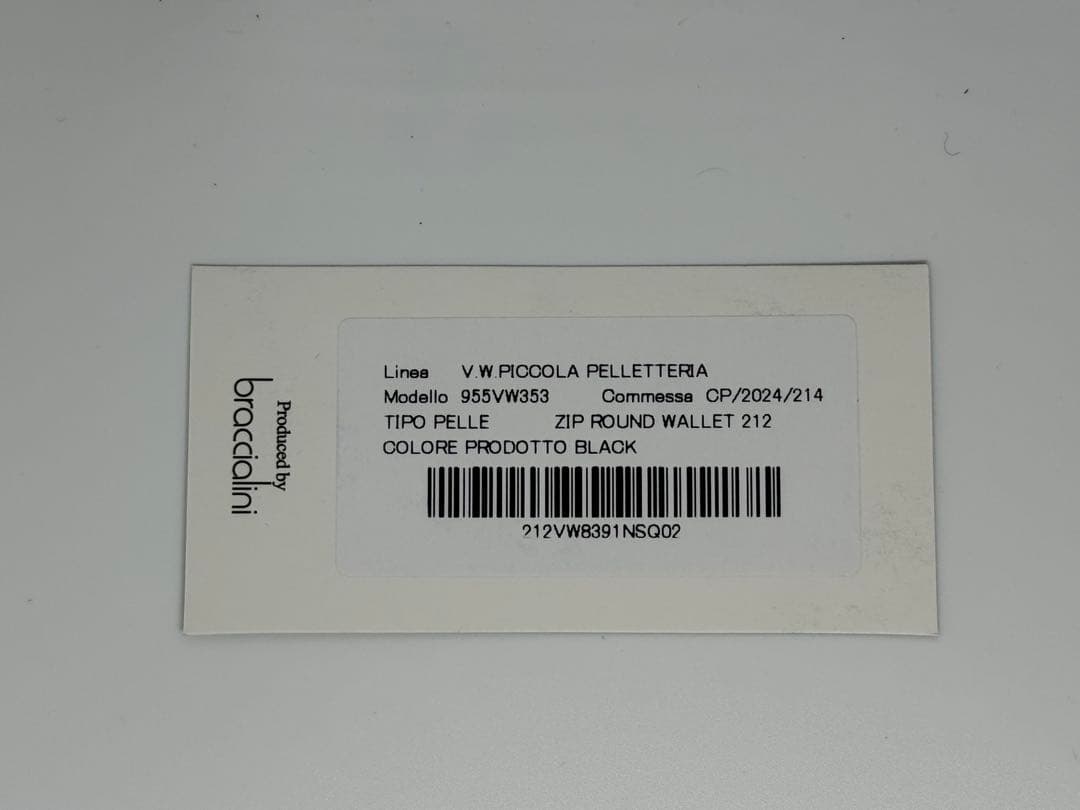 Produced by
braccialini
Linea V.W.PICCOLA PELLETTERIA
Modello 955VW353 Commessa CP/2024/214
TIPO PELLE ZIP ROUND WALLET 212
COLORE PRODOTTO BLACK
212VW8391NSQ02